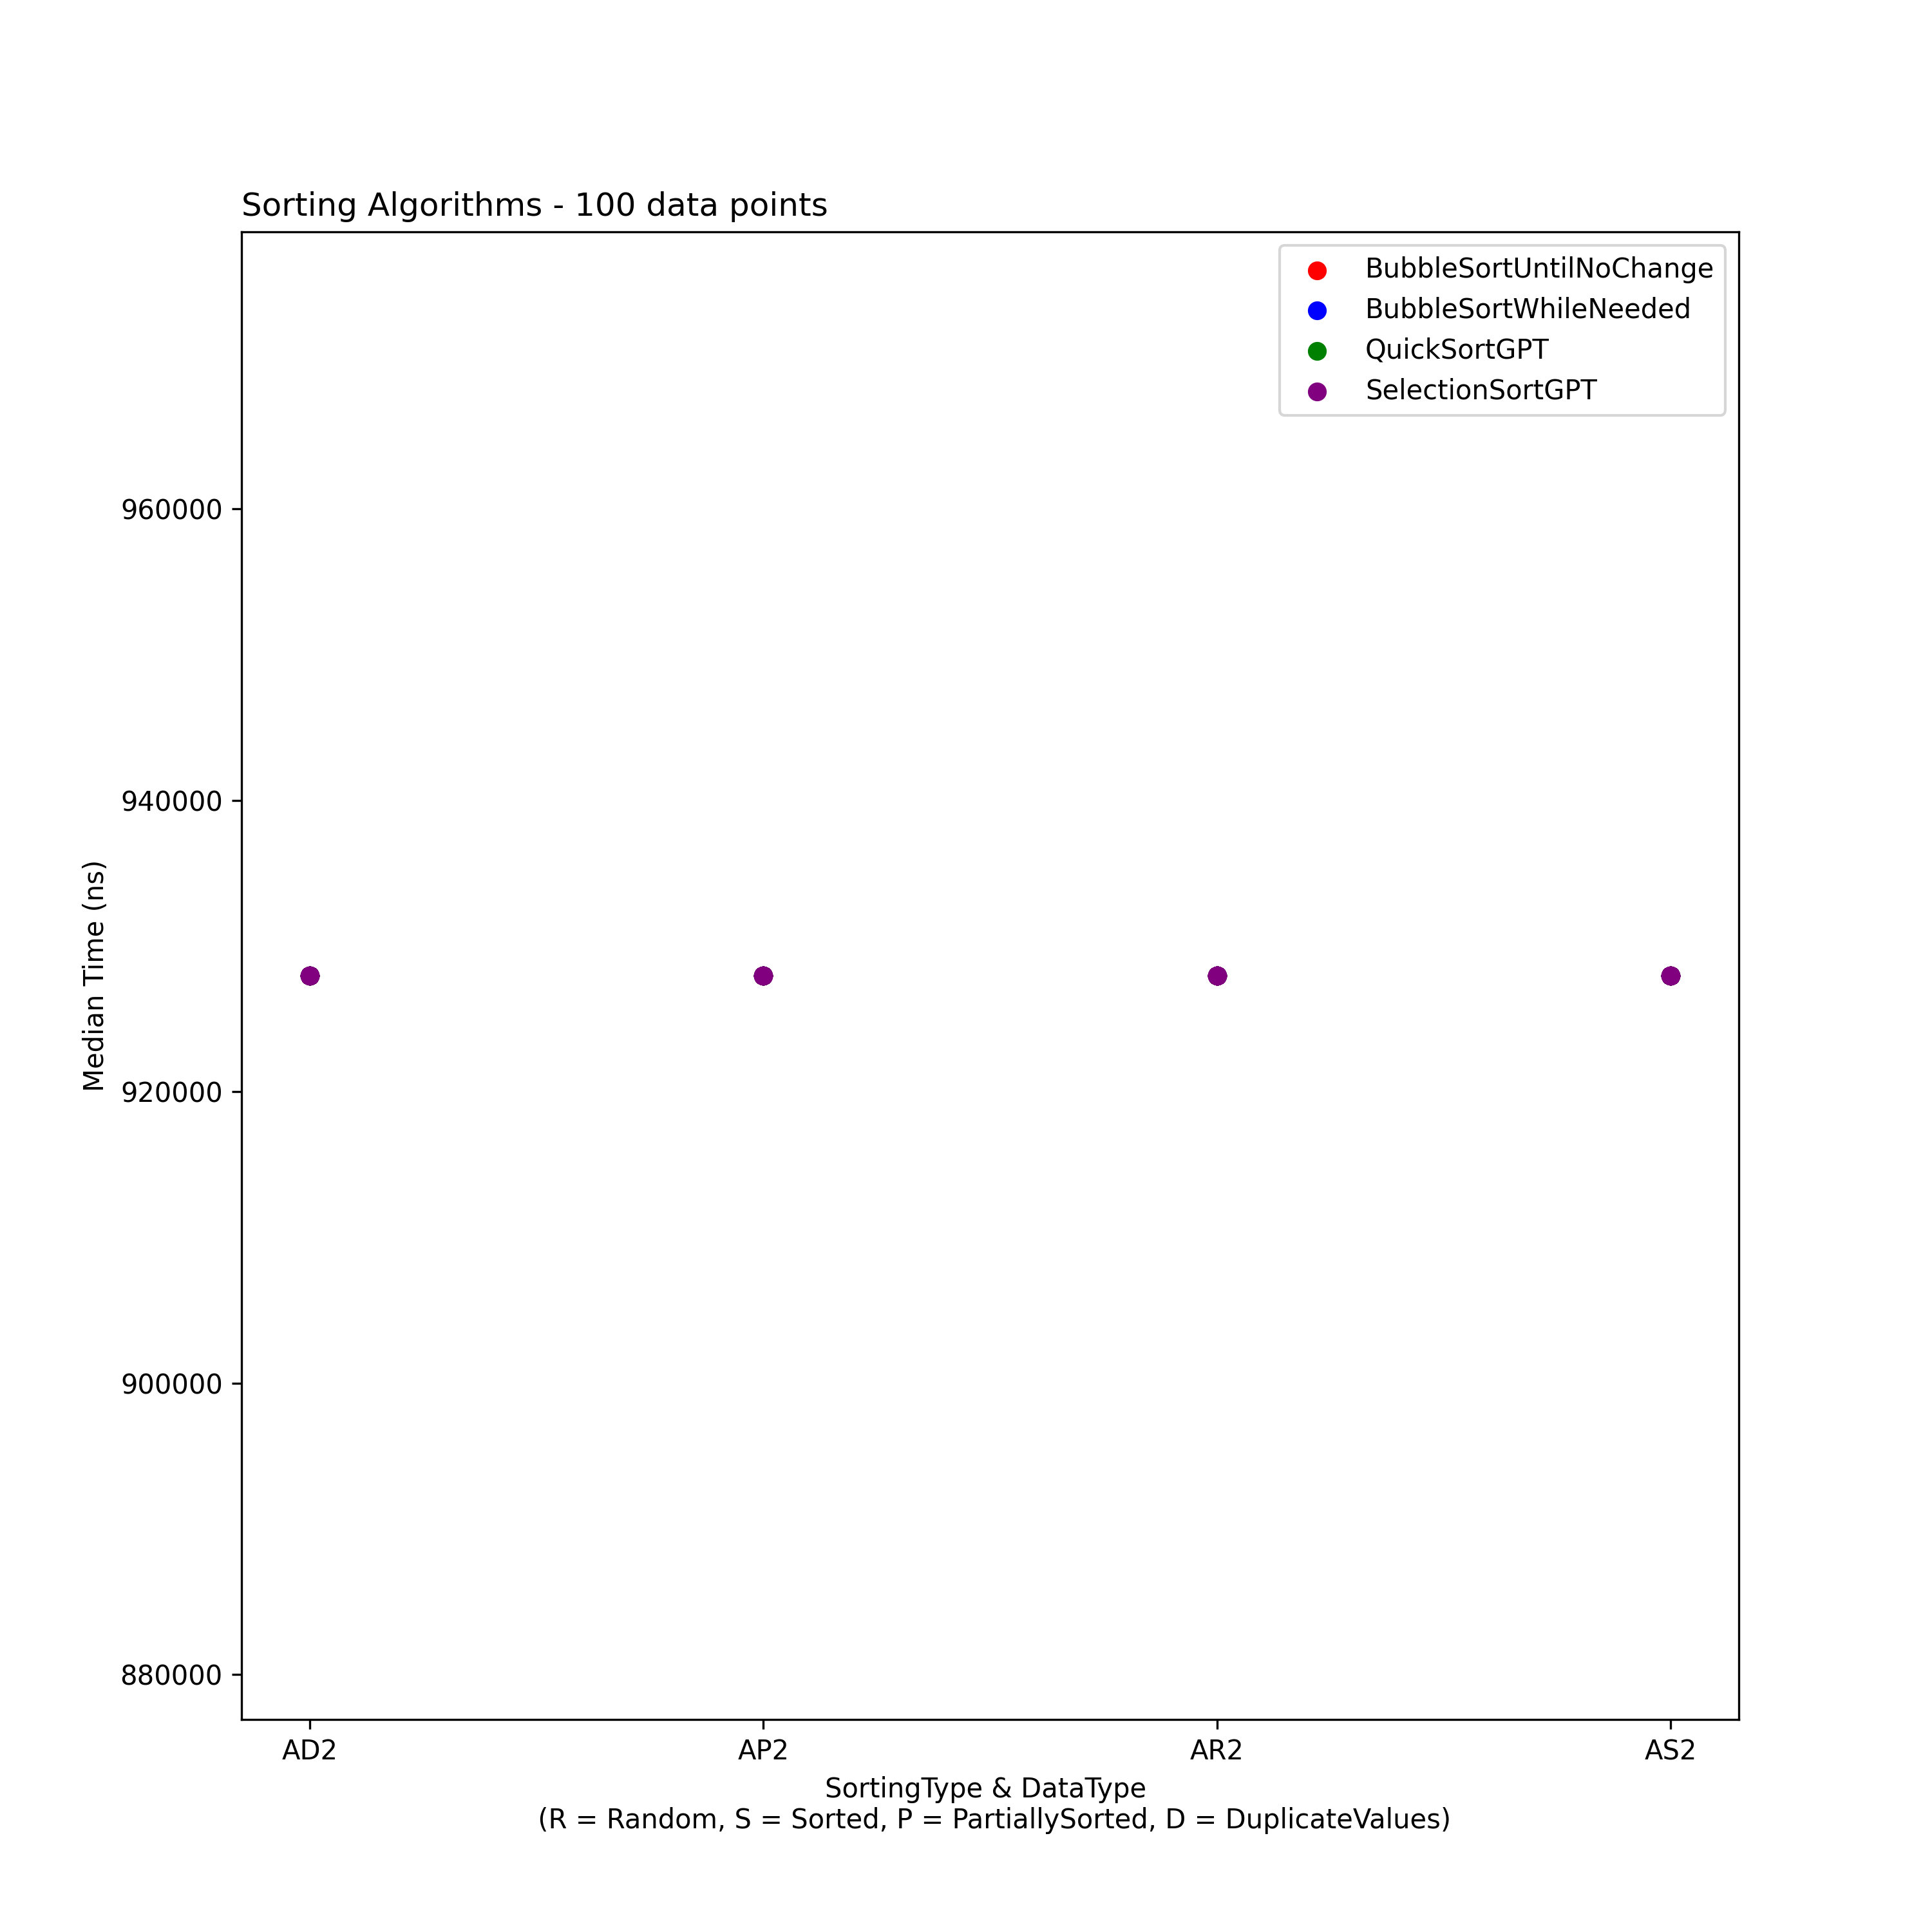 Sorting Algorithms - 100 data points
BubbleSortUntilNoChange
BubbleSortWhileNeeded
QuickSortGPT
SelectionSortGPT
960000
940000
920000
900000
880000
Median Time (ns)
AD2 AP2 AR2 AS2
SortingType & DataType
(R = Random, S = Sorted, P = PartiallySorted, D = DuplicateValues)